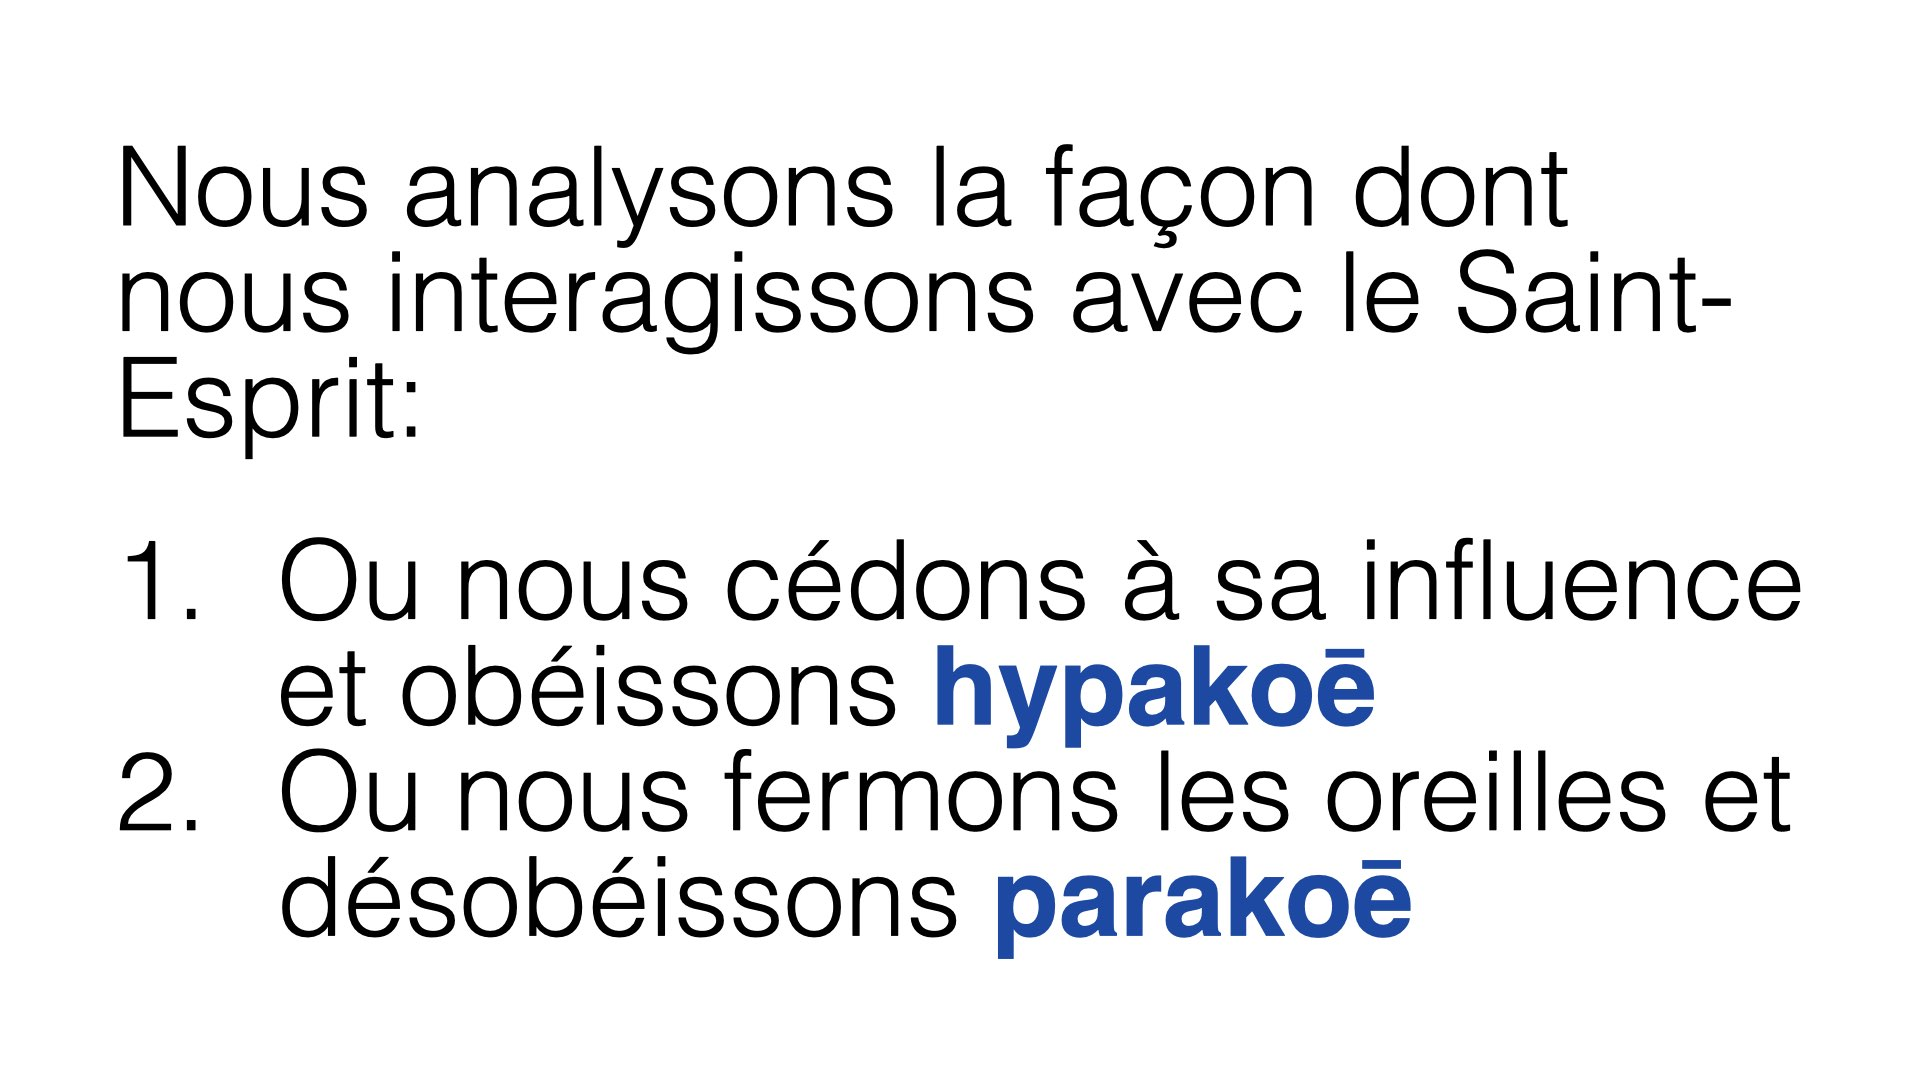 Nous analysons la façon dont
nous interagissons avec le Saint-
Esprit:
1. Ou nous cédons à sa influence
et obéissons hypakoē
2. Ou nous fermons les oreilles et
désobéissons parakoē